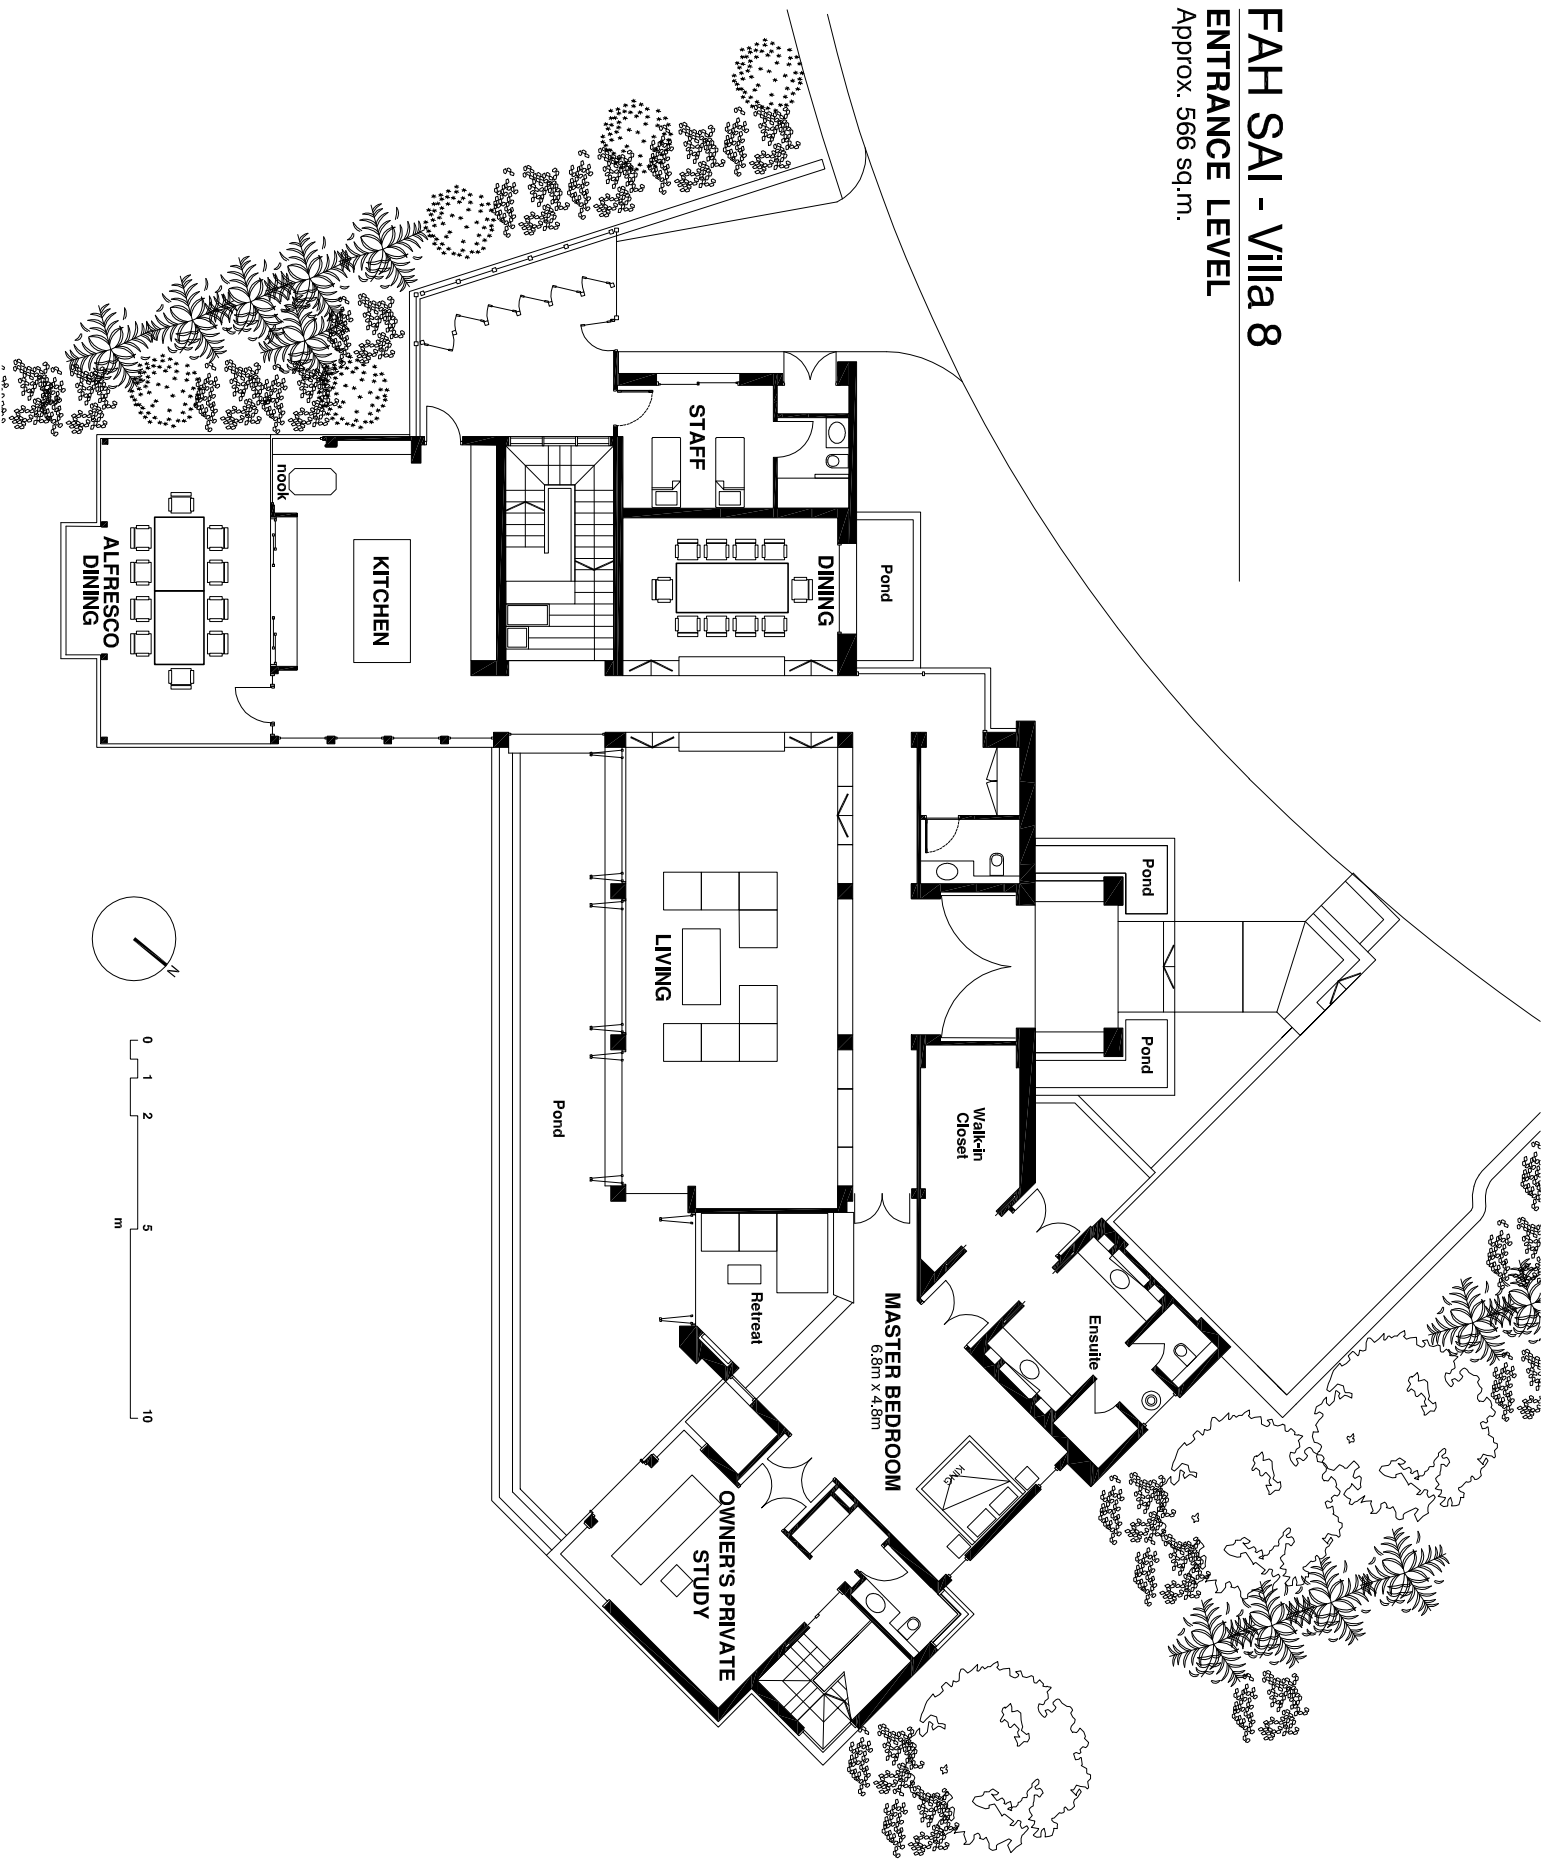 FAH SAI - Villa 8
ENTRANCE LEVEL
Approx. 566 sq.m.
STAFF
Pond
DINING
KITCHEN
nook
ALFRESCO
DINING
Pond
Pond
LIVING
Walk-in
Closet
Pond
Retreat
Ensuite
MASTER BEDROOM
6.8m x 4.8m
KING
OWNER'S PRIVATE
STUDY
N
0 1 2 5 10
m